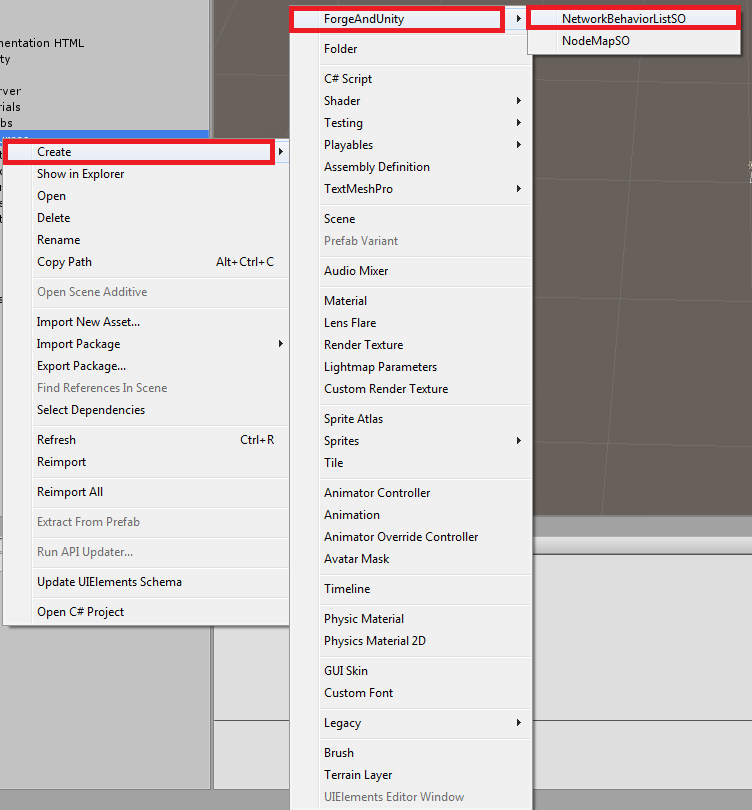 mentation HTML
ty
rver
rials
bs
Create
Show in Explorer
Open
Delete
Rename
Copy Path Alt+Ctrl+C
Open Scene Additive
Import New Asset...
Import Package
Export Package...
Find References In Scene
Select Dependencies
Refresh Ctrl+R
Reimport
Reimport All
Extract From Prefab
Run API Updater...
Update UIElements Schema
Open C# Project
ForgeAndUnity
Folder
C# Script
Shader
Testing
Playables
Assembly Definition
TextMeshPro
Scene
Prefab Variant
Audio Mixer
Material
Lens Flare
Render Texture
Lightmap Parameters
Custom Render Texture
Sprite Atlas
Sprites
Tile
Animator Controller
Animation
Animator Override Controller
Avatar Mask
Timeline
Physic Material
Physics Material 2D
GUI Skin
Custom Font
Legacy
Brush
Terrain Layer
UIElements Editor Window
NetworkBehaviorListSO
NodeMapSO